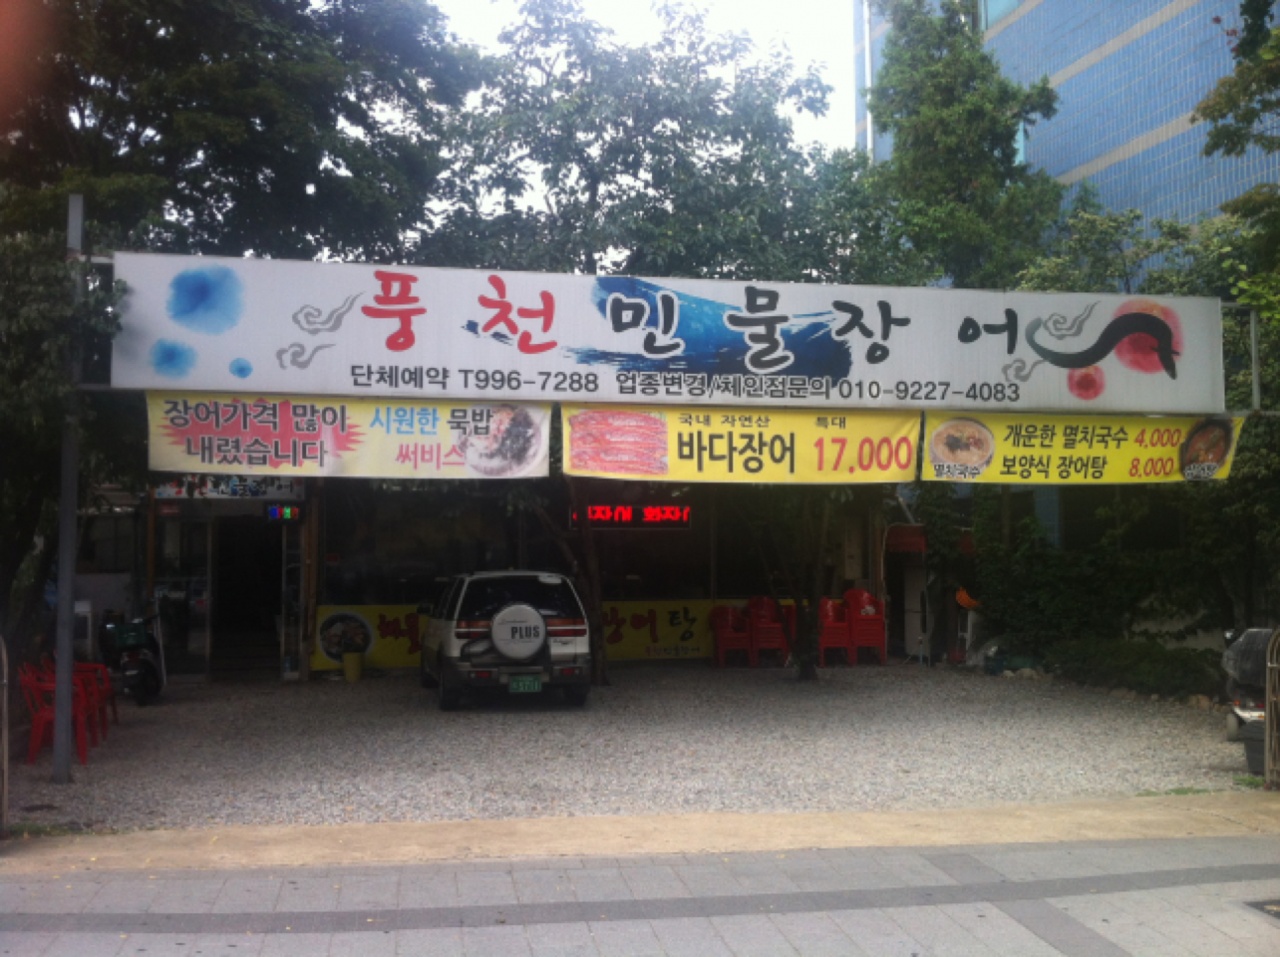 풍천 민물장어
단체예약 T996-7288 업종변경/체인점문의 010-9227-4083
장어가격 많이
내렸습니다
시원한 묵밥
써비스
국내 자연산 특대
바다장어 17,000
멸치국수
개운한 멸치국수 4,000
보양식 장어탕 8,000
PLUS
장어탕